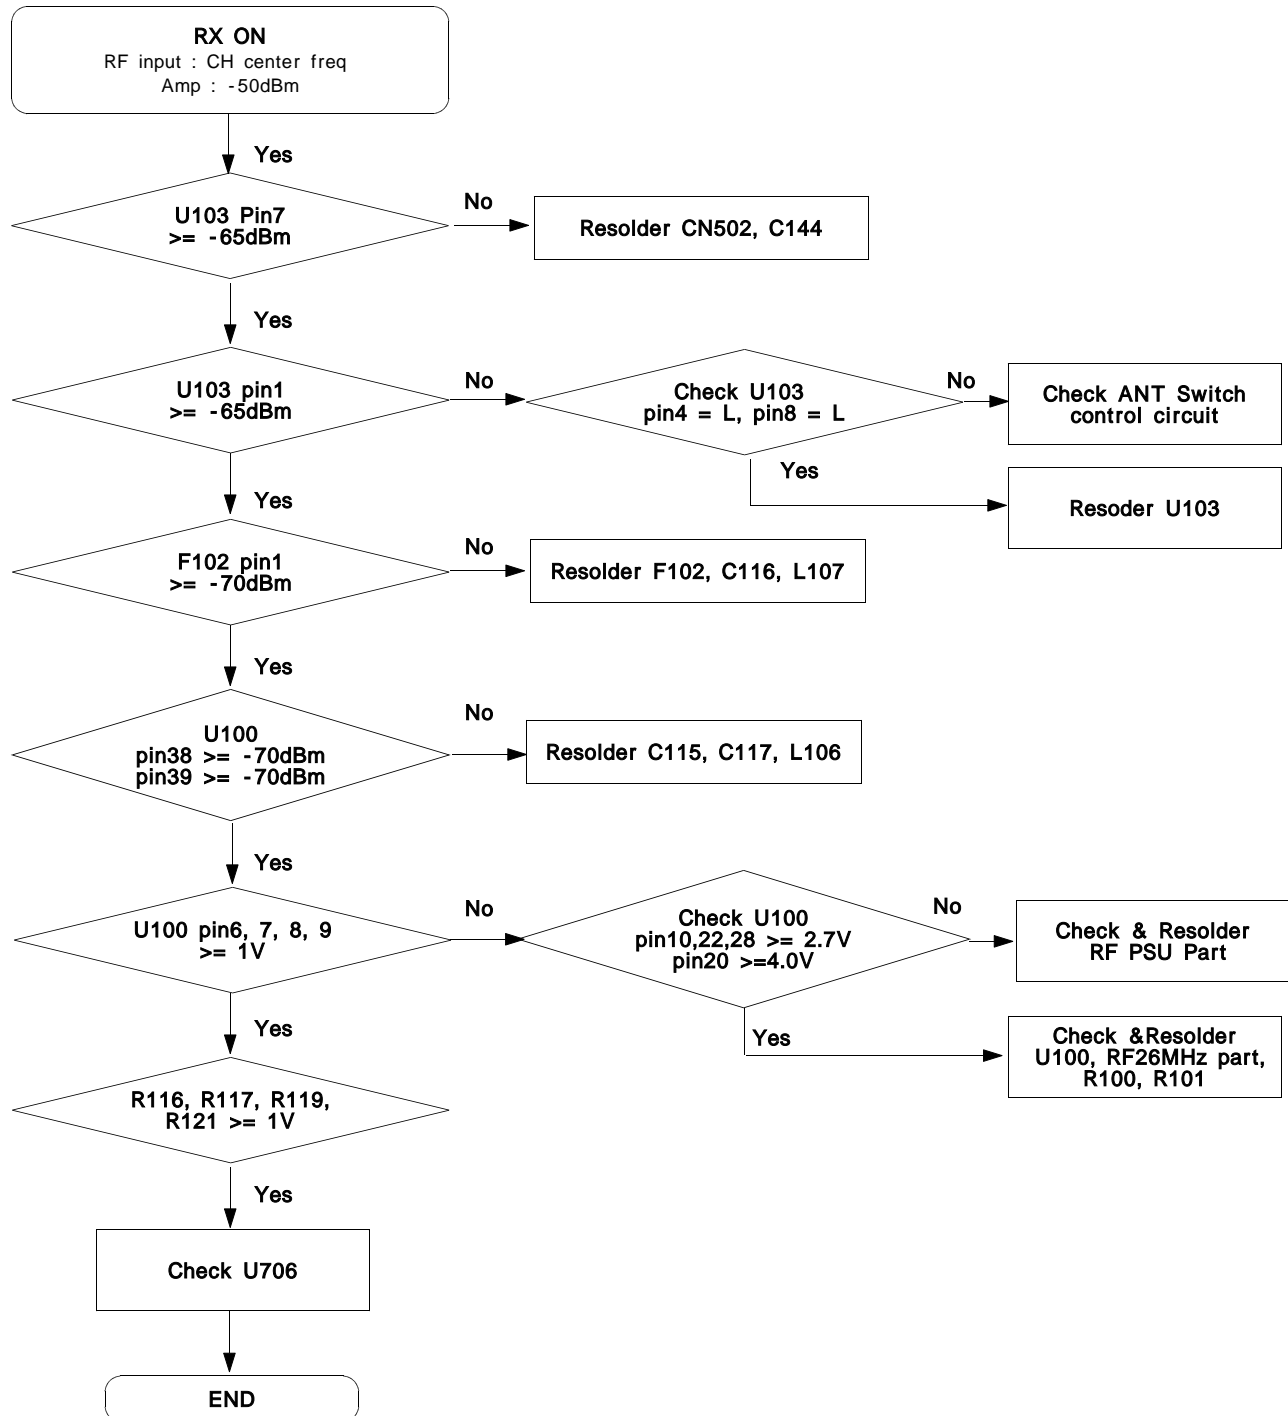 RX ON
RF input : CH center freq
Amp : -50dBm
Yes
U103 Pin7
>= -65dBm
No
Resolder CN502, C144
Yes
U103 pin1
>= -65dBm
No
Check U103
pin4 = L, pin8 = L
No
Check ANT Switch
control circuit
Yes
Resoder U103
Yes
F102 pin1
>= -70dBm
No
Resolder F102, C116, L107
Yes
U100
pin38 >= -70dBm
pin39 >= -70dBm
No
Resolder C115, C117, L106
Yes
U100 pin6, 7, 8, 9
>= 1V
No
Check U100
pin10,22,28 >= 2.7V
pin20 >=4.0V
No
Check & Resolder
RF PSU Part
Yes
Check &Resolder
U100, RF26MHz part,
R100, R101
Yes
R116, R117, R119,
R121 >= 1V
Yes
Check U706
END